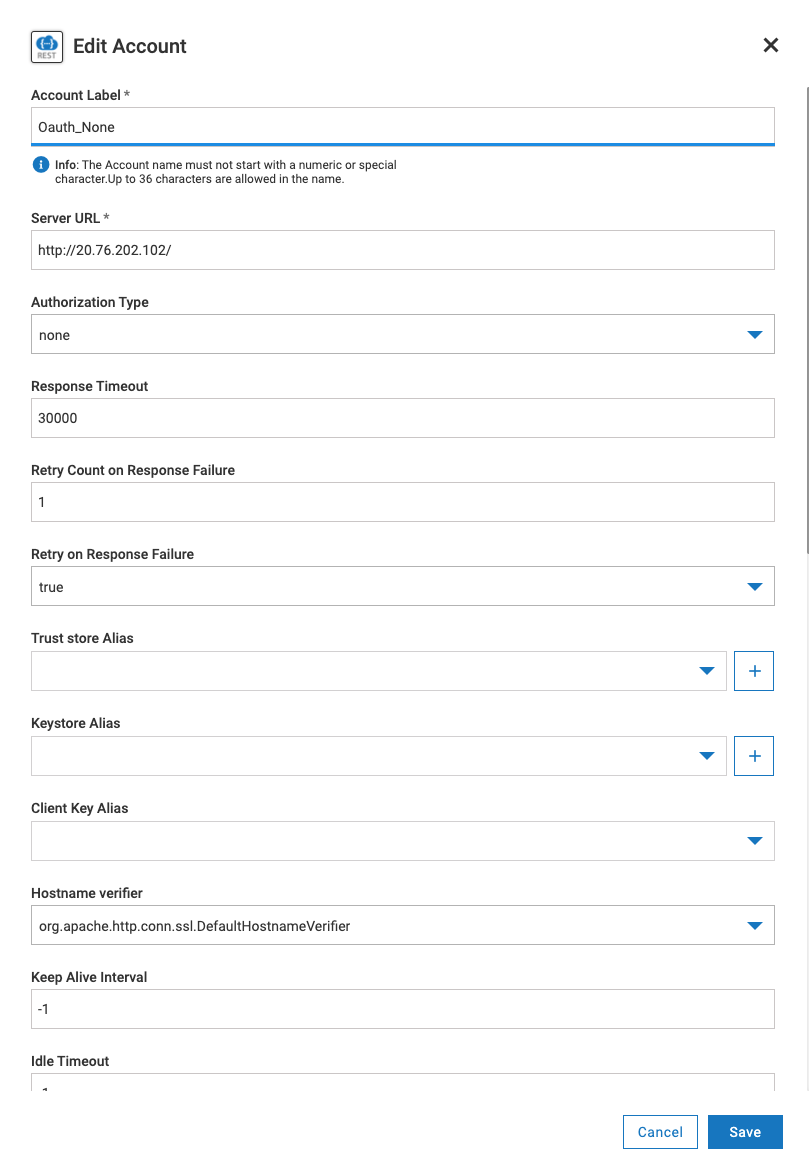 REST
Edit Account
Account Label *
Oauth_None
Info: The Account name must not start with a numeric or special
character.Up to 36 characters are allowed in the name.
Server URL *
http://20.76.202.102/
Authorization Type
none
Response Timeout
30000
Retry Count on Response Failure
1
Retry on Response Failure
true
Trust store Alias
Keystore Alias
Client Key Alias
Hostname verifier
org.apache.http.conn.ssl.DefaultHostnameVerifier
Keep Alive Interval
-1
Idle Timeout
Cancel Save